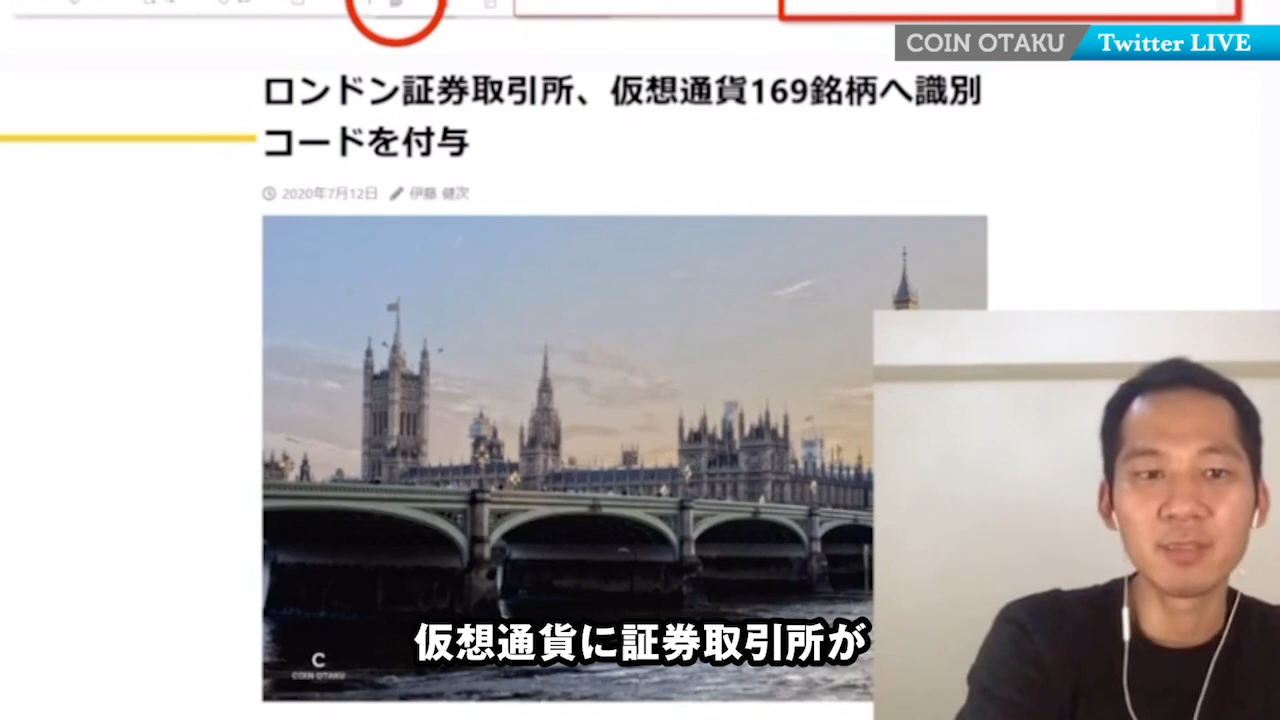 COIN OTAKU
Twitter LIVE
ロンドン証券取引所、仮想通貨169銘柄へ識別
コードを付与
2020年7月12日 伊藤 健次
C
COIN OTAKU
仮想通貨に証券取引所が